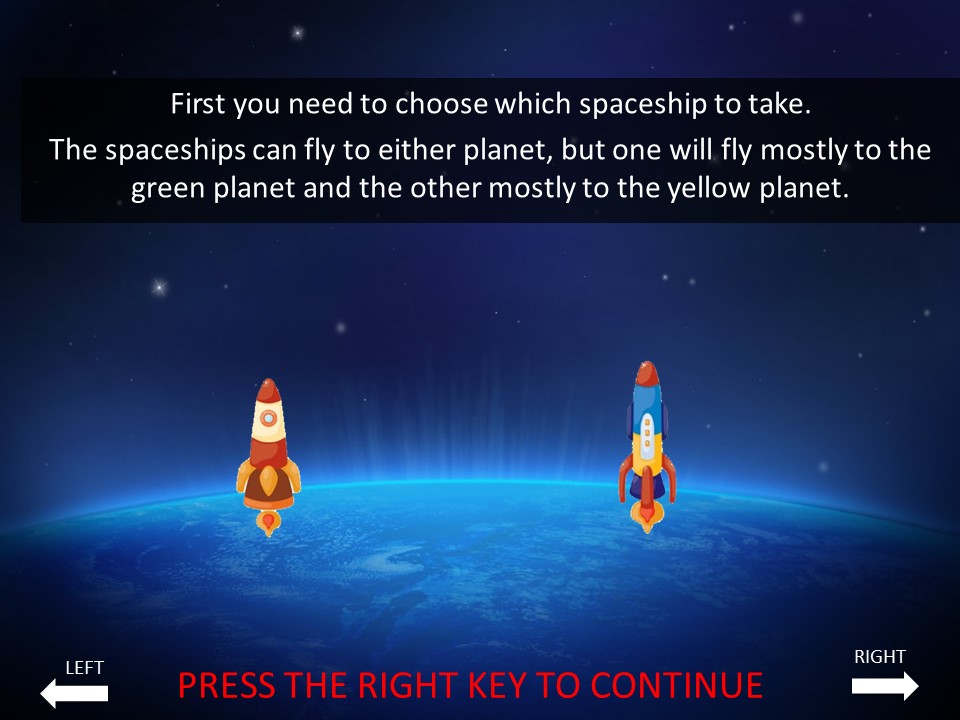 First you need to choose which spaceship to take.
The spaceships can fly to either planet, but one will fly mostly to the
green planet and the other mostly to the yellow planet.
LEFT
RIGHT
PRESS THE RIGHT KEY TO CONTINUE